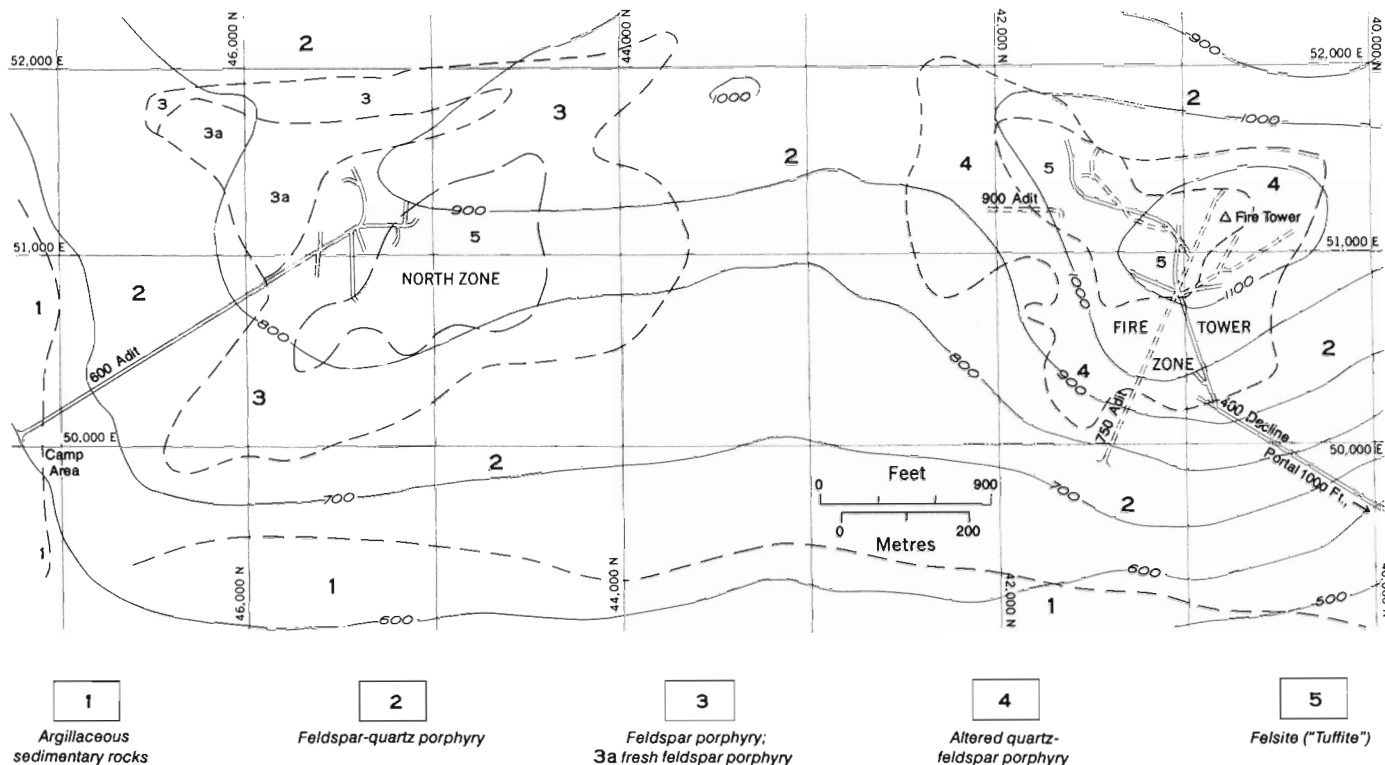 46,000 N
44,000 N
42,000 N
40,000 N
52,000 E
2
900
52,000 E
3
3
3a
3
1000
2
1000
2
4
5
4
3a
900
5
900 Adit
△ Fire Tower
51,000 E
51,000 E
NORTH ZONE
5
1
2
1000
1100
800
FIRE TOWER
ZONE
2
600 Adit
800
900
4
3
750 Adit
400 Decline
50,000 E
50,000 E
Camp
Area
2
Portal 1000 Ft.,
Feet
0 900
700
700
2
0 200
Metres
1
600
46,000 N
44,000 N
42,000 N
1
1
500
600
1
Argillaceous
sedimentary rocks
2
Feldspar-quartz porphyry
3
Feldspar porphyry;
3a fresh feldspar porphyry
4
Altered quartz-
feldspar porphyry
5
Felsite ("Tuffite")